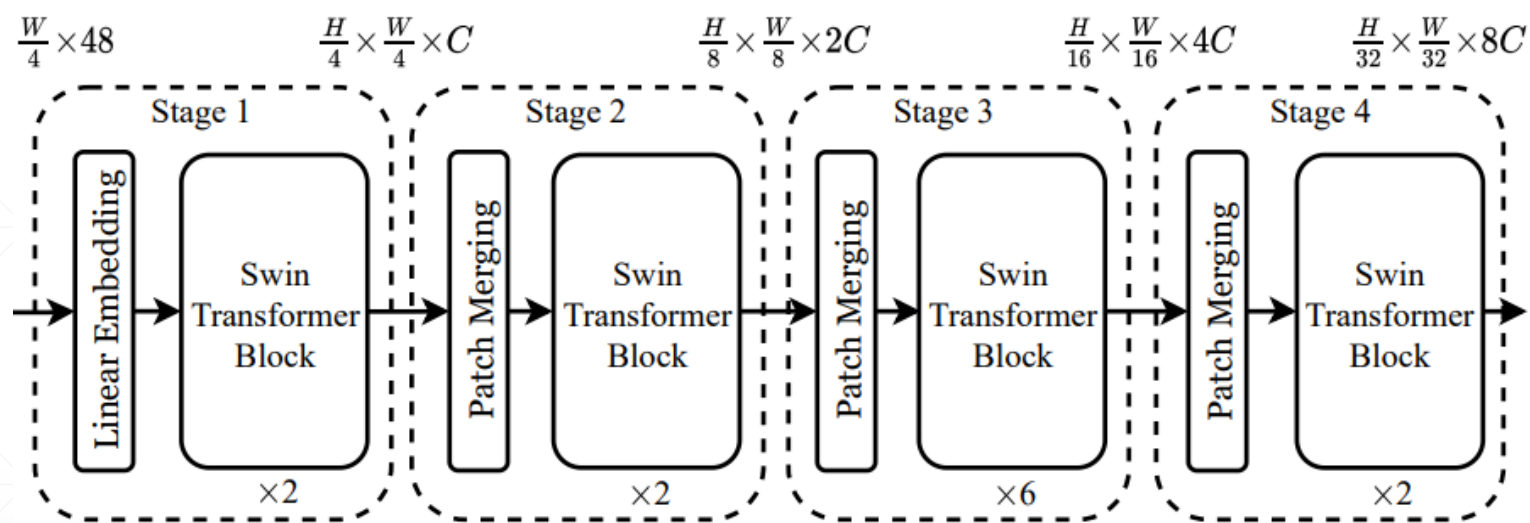 W/4 ×48
H/4 × W/4 ×C
H/8 × W/8 ×2C
H/16 × W/16 ×4C
H/32 × W/32 ×8C
Stage 1
Linear Embedding
Swin
Transformer
Block
×2
Stage 2
Patch Merging
Swin
Transformer
Block
×2
Stage 3
Patch Merging
Swin
Transformer
Block
×6
Stage 4
Patch Merging
Swin
Transformer
Block
×2